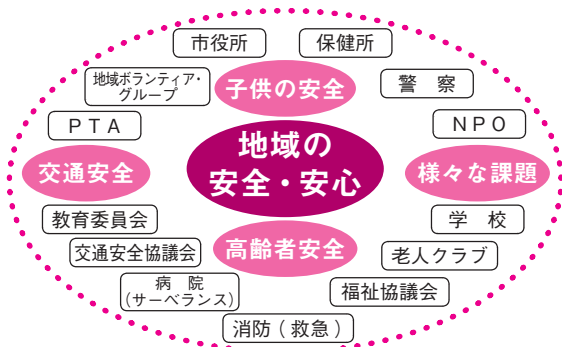 市役所
保健所
地域ボランティア・
グループ
子供の安全
警 察
PTA
NPO
地域の
安全・安心
交通安全
様々な課題
教育委員会
学 校
交通安全協議会
高齢者安全
老人クラブ
病 院
(サーベランス)
福祉協議会
消防(救急)